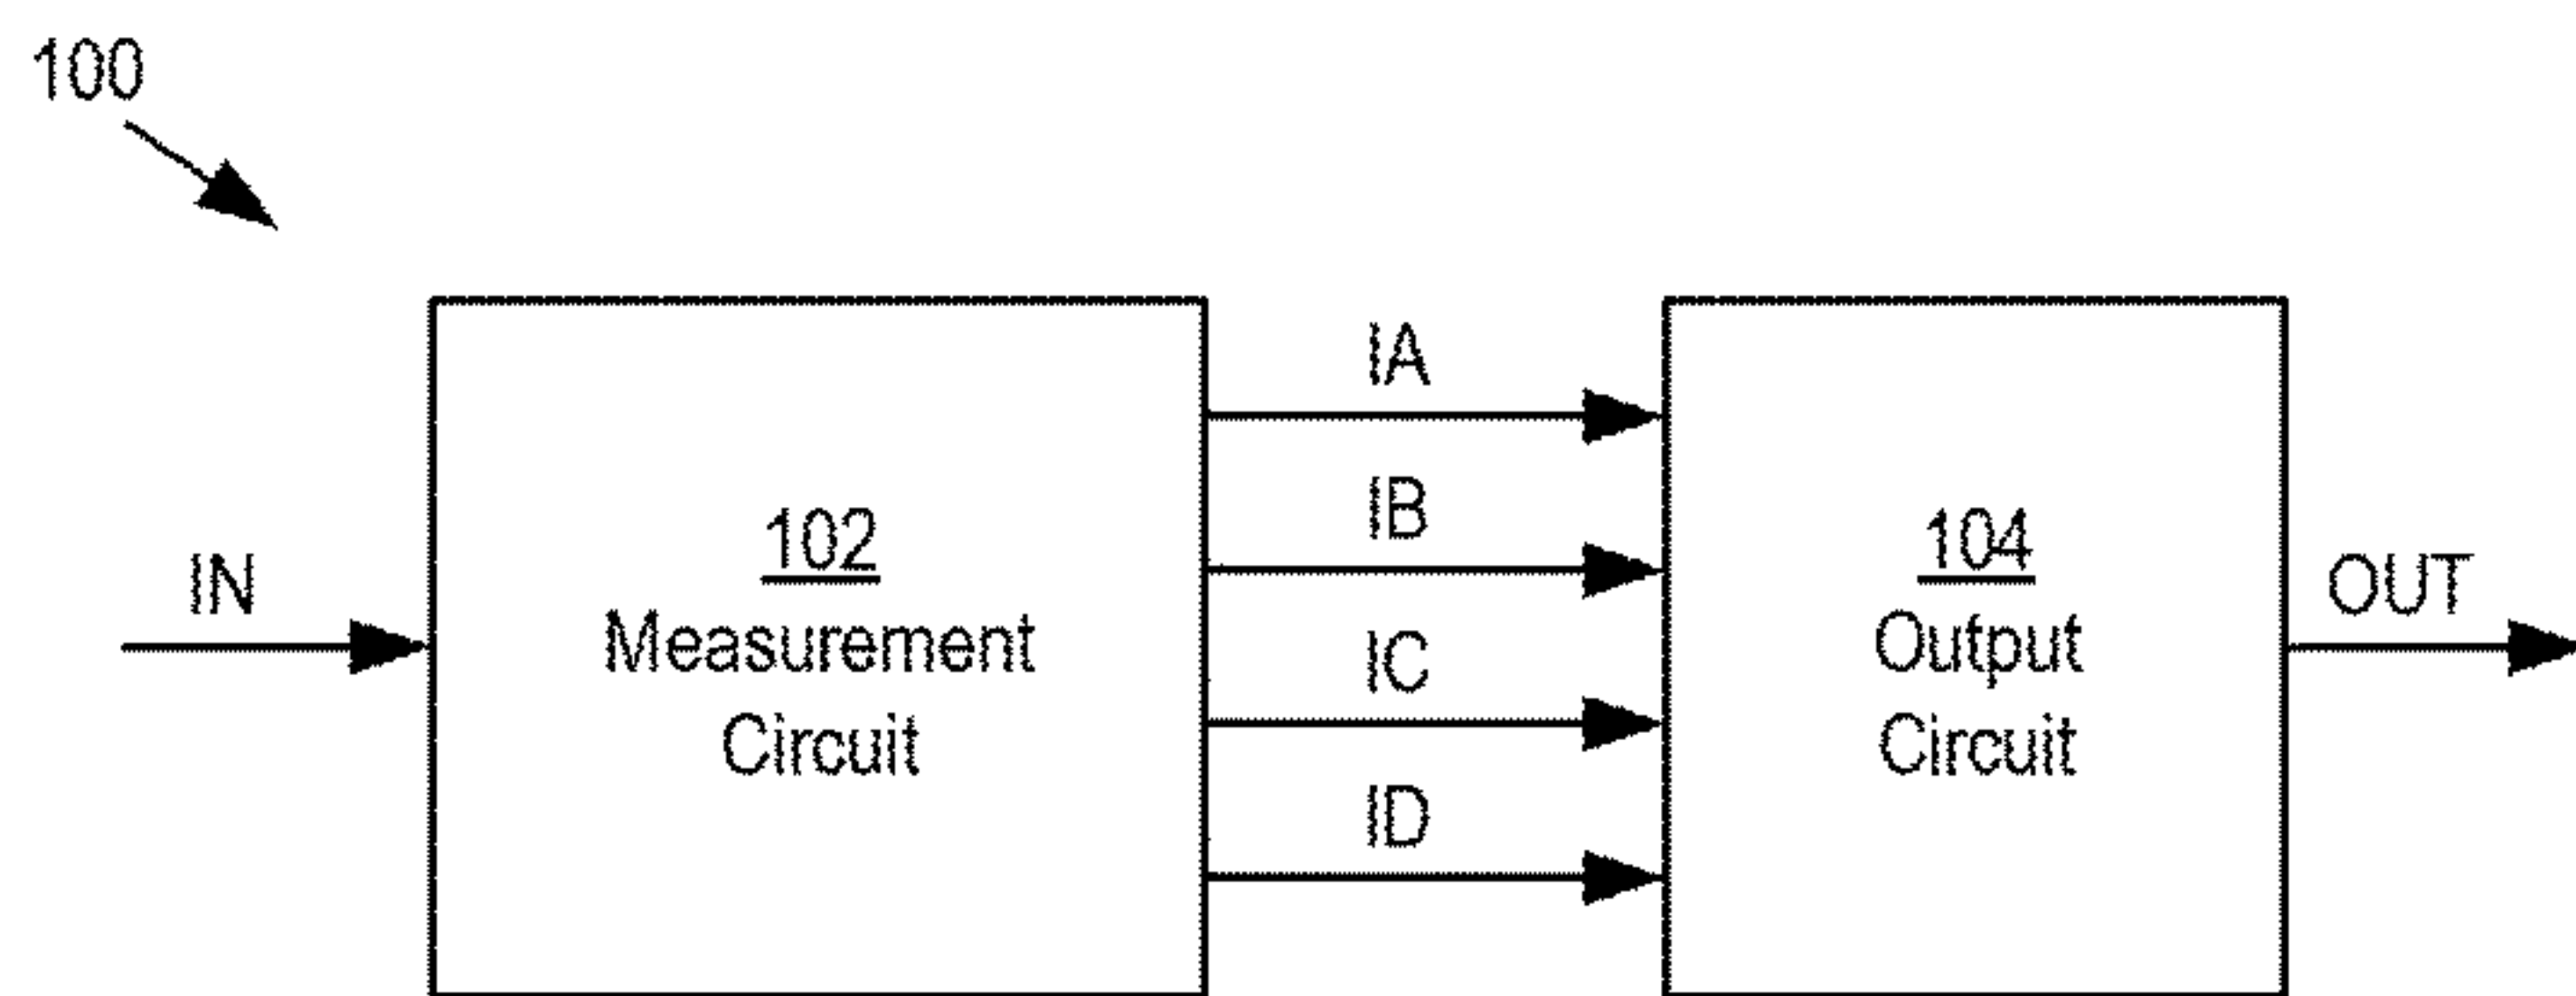 100
IN
102
Measurement
Circuit
IA
IB
IC
ID
104
Output
Circuit
OUT